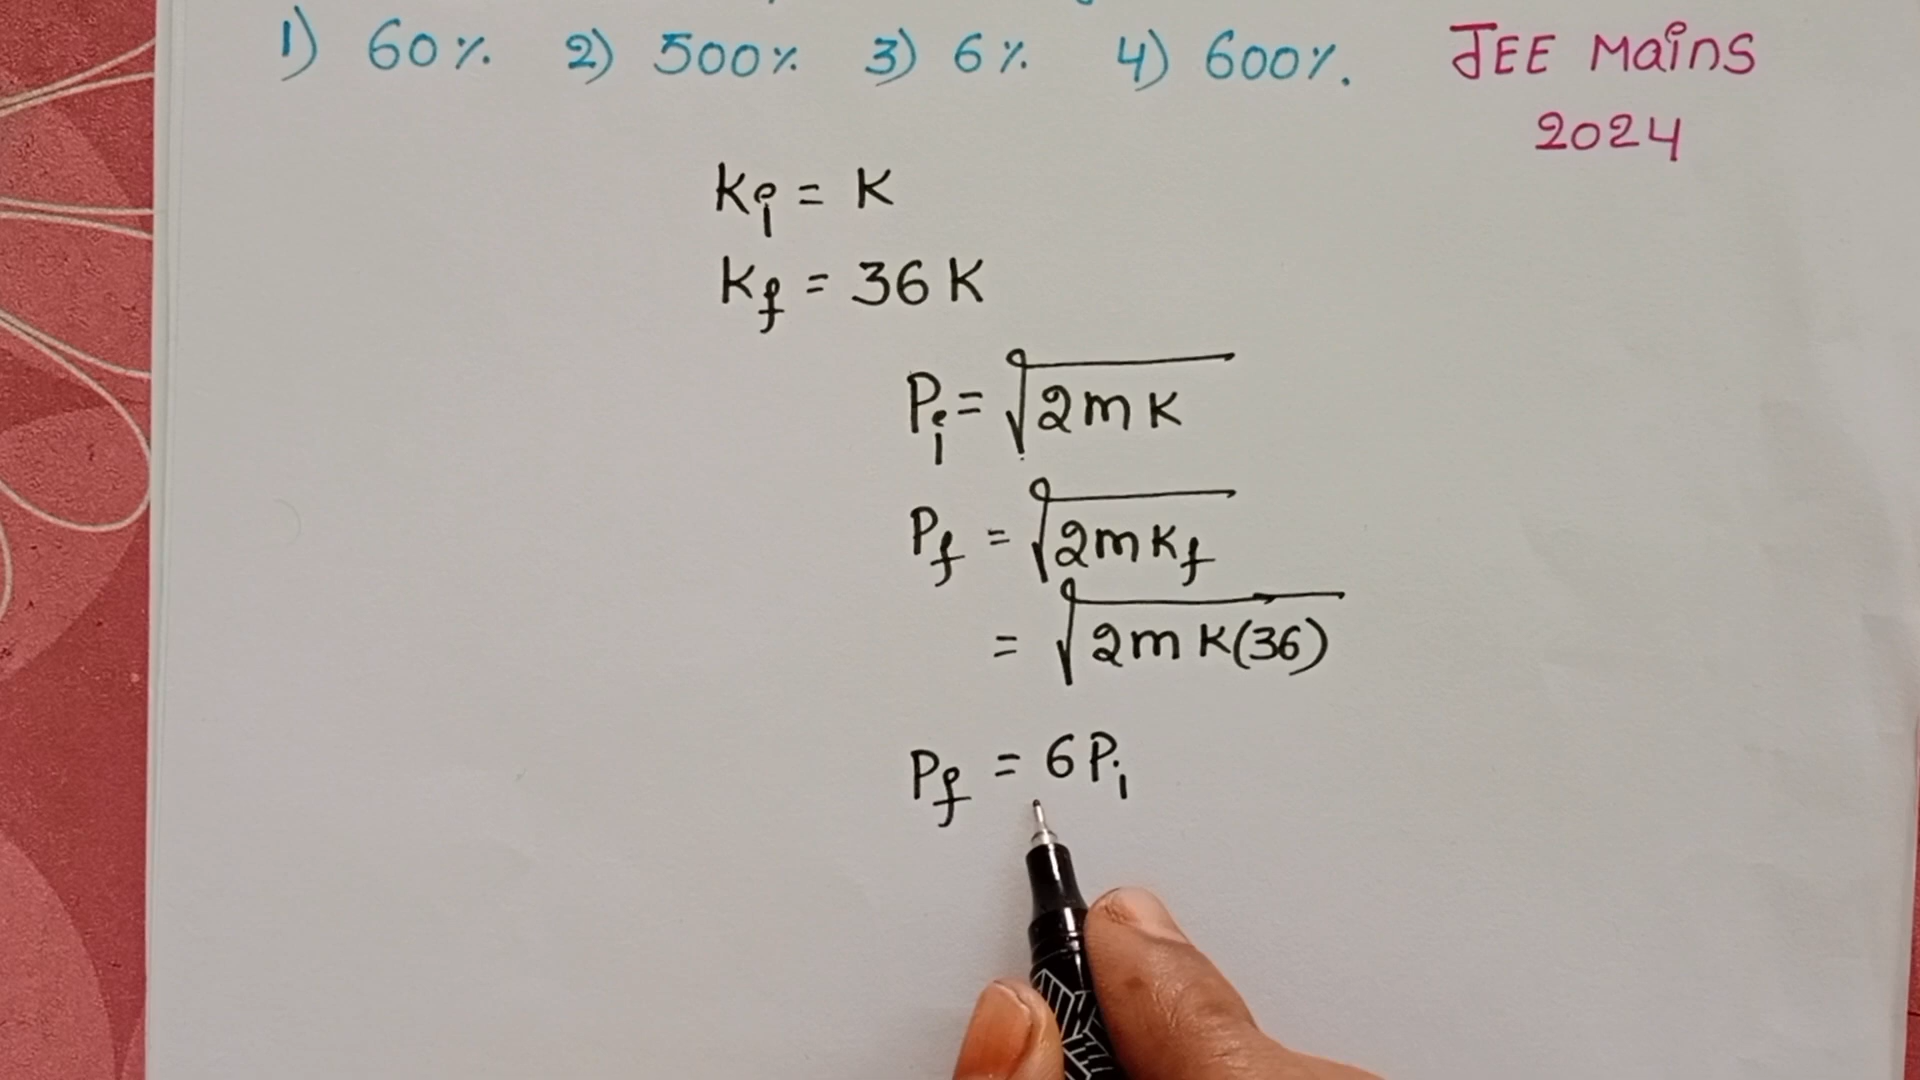 1) 60% 2) 500% 3) 6% 4) 600%. JEE Mains
2024
Ki = K
Kf = 36 K
Pi = √2mK
Pf = √2mKf
= √2mK(36)
Pf = 6Pi